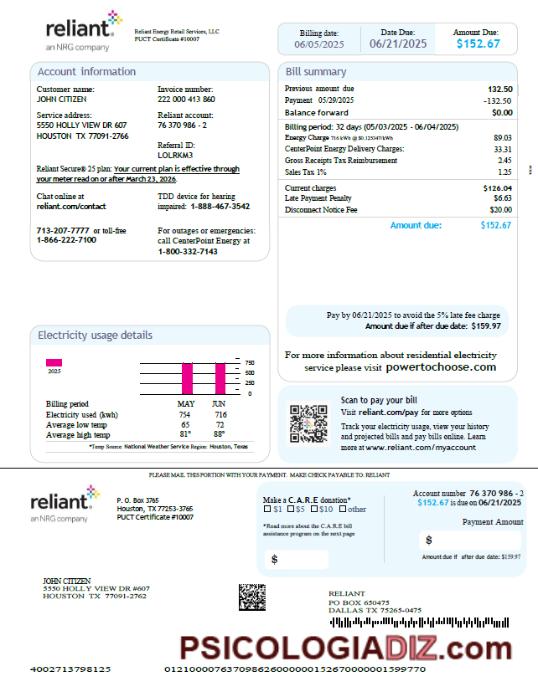 reliant
an NRG company
Reliant Energy Retail Services, LLC
PUCT Certificate #10007
Billing date:
06/05/2025
Date Due:
06/21/2025
Amount Due:
$152.67
Account information
Customer name:
JOHN CITIZEN
Invoice number:
222 000 413 860
Service address:
5550 HOLLY VIEW DR 607
HOUSTON TX 77091-2766
Reliant account:
76 370 986 - 2
Referral ID:
LOLRKM3
Reliant Secure® 25 plan: Your current plan is effective through
your meter read on or after March 23, 2026.
Chat online at
reliant.com/contact
TDD device for hearing
impaired: 1-888-467-3542
713-207-7777 or toll-free
1-866-222-7100
For outages or emergencies:
call CenterPoint Energy at
1-800-332-7143
Bill summary
Previous amount due 132.50
Payment 05/29/2025 -132.50
Balance forward $0.00
Billing period: 32 days (05/03/2025 - 06/04/2025)
Energy Charge 716 kWh @ $0.125047/kWh 89.03
CenterPoint Energy Delivery Charges: 33.31
Gross Receipts Tax Reimbursement 2.45
Sales Tax 1% 1.25
Current charges $126.04
Late Payment Penalty $6.63
Disconnect Notice Fee $20.00
Amount due: $152.67
Pay by 06/21/2025 to avoid the 5% late fee charge
Amount due if after due date: $159.97
For more information about residential electricity
service please visit powertochoose.com
Electricity usage details
2025
750
500
250
0
Billing period MAY JUN
Electricity used (kwh) 754 716
Average low temp 65 72
Average high temp 81° 88°
*Temp Source: National Weather Service Region: Houston, Texas
Scan to pay your bill
Visit reliant.com/pay for more options
Track your electricity usage, view your history
and projected bills and pay bills online. Learn
more at www.reliant.com/myaccount
PLEASE MAIL THIS PORTION WITH YOUR PAYMENT. MAKE CHECK PAYABLE TO: RELIANT
reliant
an NRG company
P. O. Box 3765
Houston, TX 77253-3765
PUCT Certificate #10007
Make a C.A.R.E donation*
$1 $5 $10 other
*Read more about the C.A.R.E bill
assistance program on the next page
$
Account number 76 370 986 - 2
$152.67 is due on 06/21/2025
Payment Amount
$
Amount due if after due date: $159.97
JOHN CITIZEN
5550 HOLLY VIEW DR #607
HOUSTON TX 77091-2762
RELIANT
PO BOX 650475
DALLAS TX 75265-0475
PSICOLOGIADIZ.com
4002713798125 012100007637098626000000152670000001599770